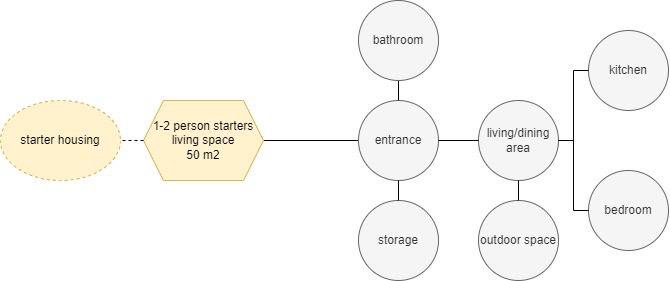 bathroom
kitchen
starter housing
1-2 person starters
living space
50 m2
entrance
living/dining
area
bedroom
storage
outdoor space